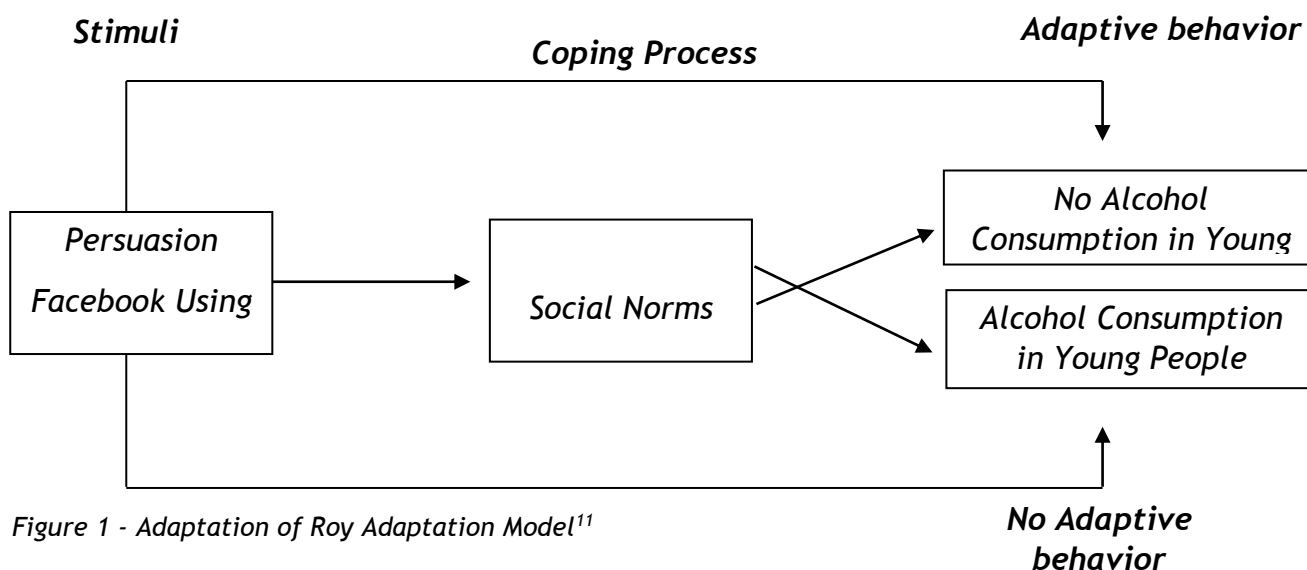 Stimuli
Adaptive behavior
Coping Process
Persuasion
Facebook Using
Social Norms
No Alcohol
Consumption in Young
Alcohol Consumption
in Young People
Figure 1 - Adaptation of Roy Adaptation Model11
No Adaptive
behavior